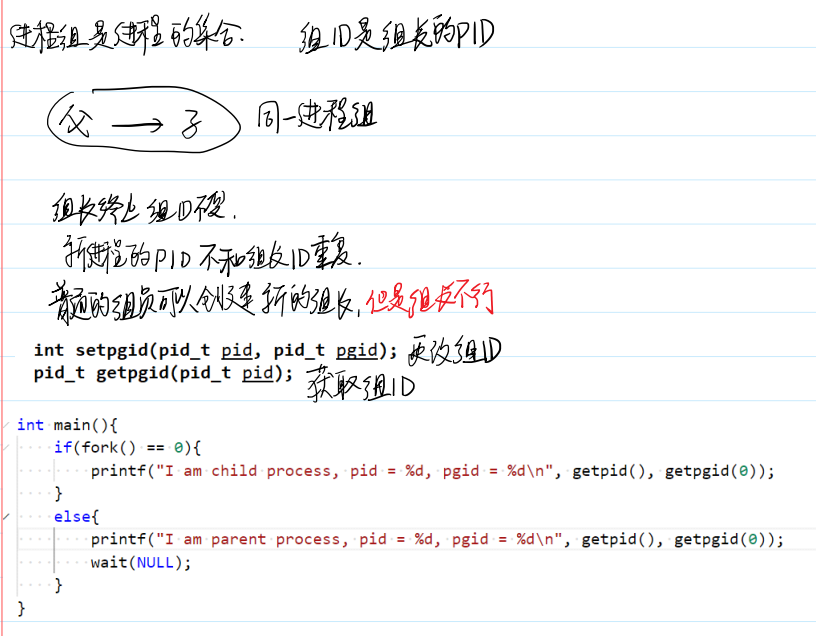 进程组是进程的集合. 组ID是组长的PID
父 → 子 同一进程组
组长终止 组ID不变.
新进程的PID 不和组长ID重复.
普通的组员可以创建新的组长, 但是组长不行
int setpgid(pid_t pid, pid_t pgid); 更改组ID
pid_t getpgid(pid_t pid); 获取组ID
int main(){
    if(fork() == 0){
        printf("I am child process, pid = %d, pgid = %d\n", getpid(), getpgid(0));
    }
    else{
        printf("I am parent process, pid = %d, pgid = %d\n", getpid(), getpgid(0));
        wait(NULL);
    }
}